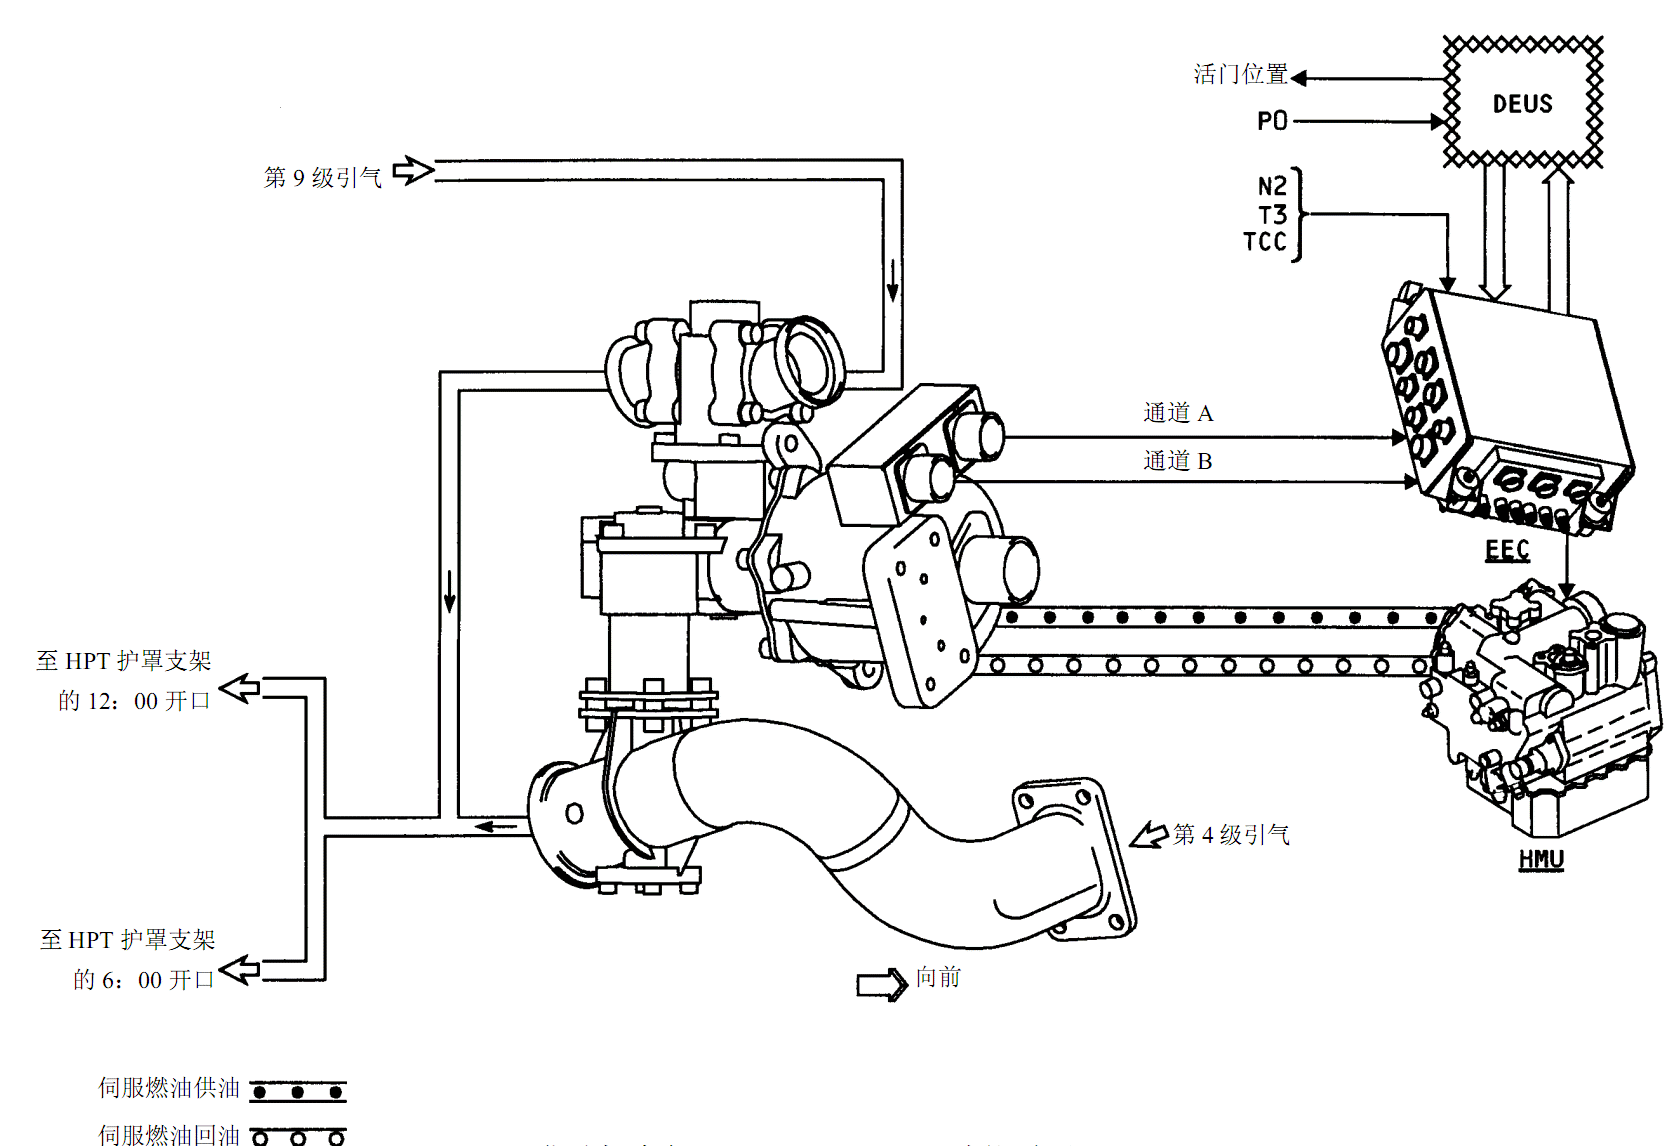 活门位置
DEUS
P0
第 9 级引气
N2
T3
TCC
通道 A
通道 B
EEC
至 HPT 护罩支架
的 12：00 开口
第 4 级引气
HMU
至 HPT 护罩支架
的 6：00 开口
向前
伺服燃油供油
伺服燃油回油